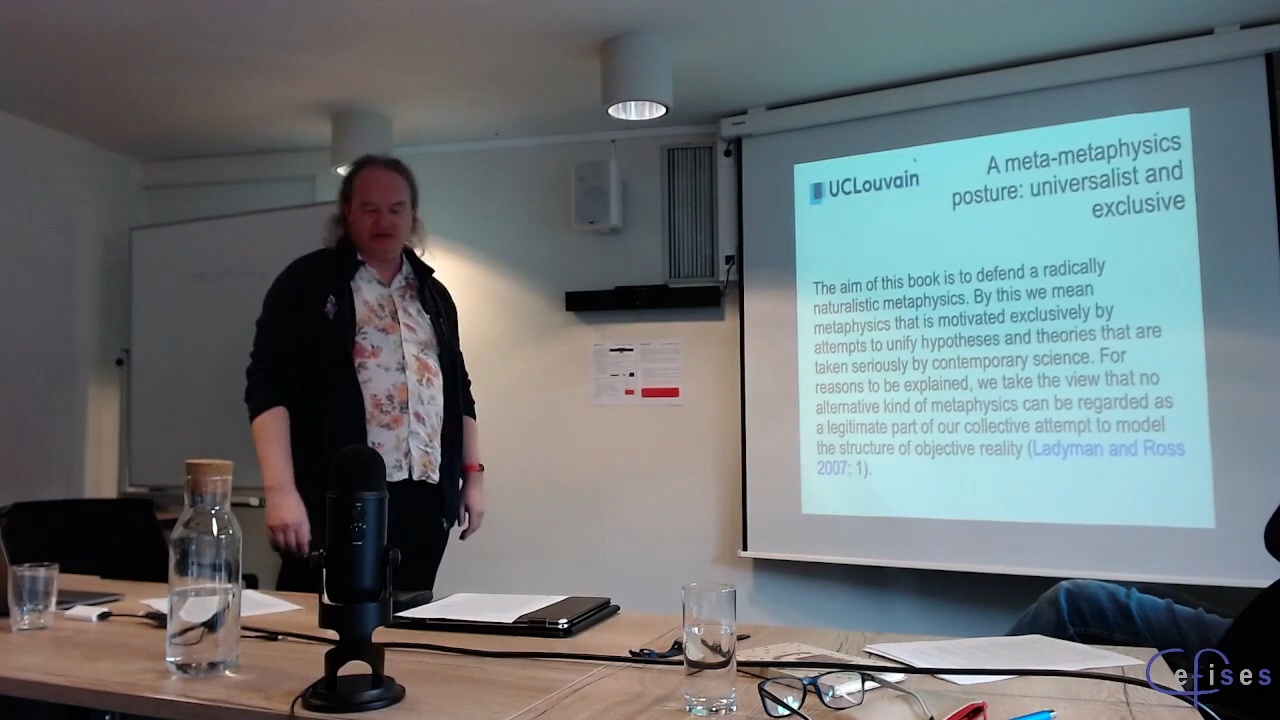 UCLouvain
A meta-metaphysics
posture: universalist and
exclusive
The aim of this book is to defend a radically
naturalistic metaphysics. By this we mean
metaphysics that is motivated exclusively by
attempts to unify hypotheses and theories that are
taken seriously by contemporary science. For
reasons to be explained, we take the view that no
alternative kind of metaphysics can be regarded as
a legitimate part of our collective attempt to model
the structure of objective reality (Ladyman and Ross
2007: 1).
Cefises